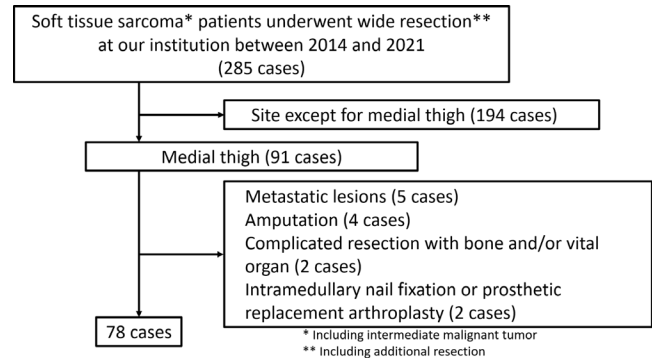 Soft tissue sarcoma* patients underwent wide resection**
at our institution between 2014 and 2021
(285 cases)
Site except for medial thigh (194 cases)
Medial thigh (91 cases)
Metastatic lesions (5 cases)
Amputation (4 cases)
Complicated resection with bone and/or vital
organ (2 cases)
Intramedullary nail fixation or prosthetic
replacement arthroplasty (2 cases)
78 cases
* Including intermediate malignant tumor
** Including additional resection